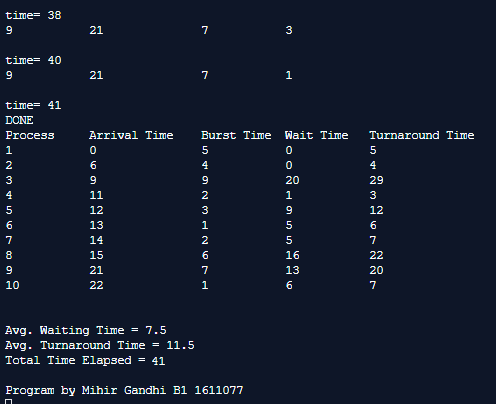 time= 38
9 21 7 3
time= 40
9 21 7 1
time= 41
DONE
Process Arrival Time Burst Time Wait Time Turnaround Time
1 0 5 0 5
2 6 4 0 4
3 9 9 20 29
4 11 2 1 3
5 12 3 9 12
6 13 1 5 6
7 14 2 5 7
8 15 6 16 22
9 21 7 13 20
10 22 1 6 7
Avg. Waiting Time = 7.5
Avg. Turnaround Time = 11.5
Total Time Elapsed = 41
Program by Mihir Gandhi B1 1611077